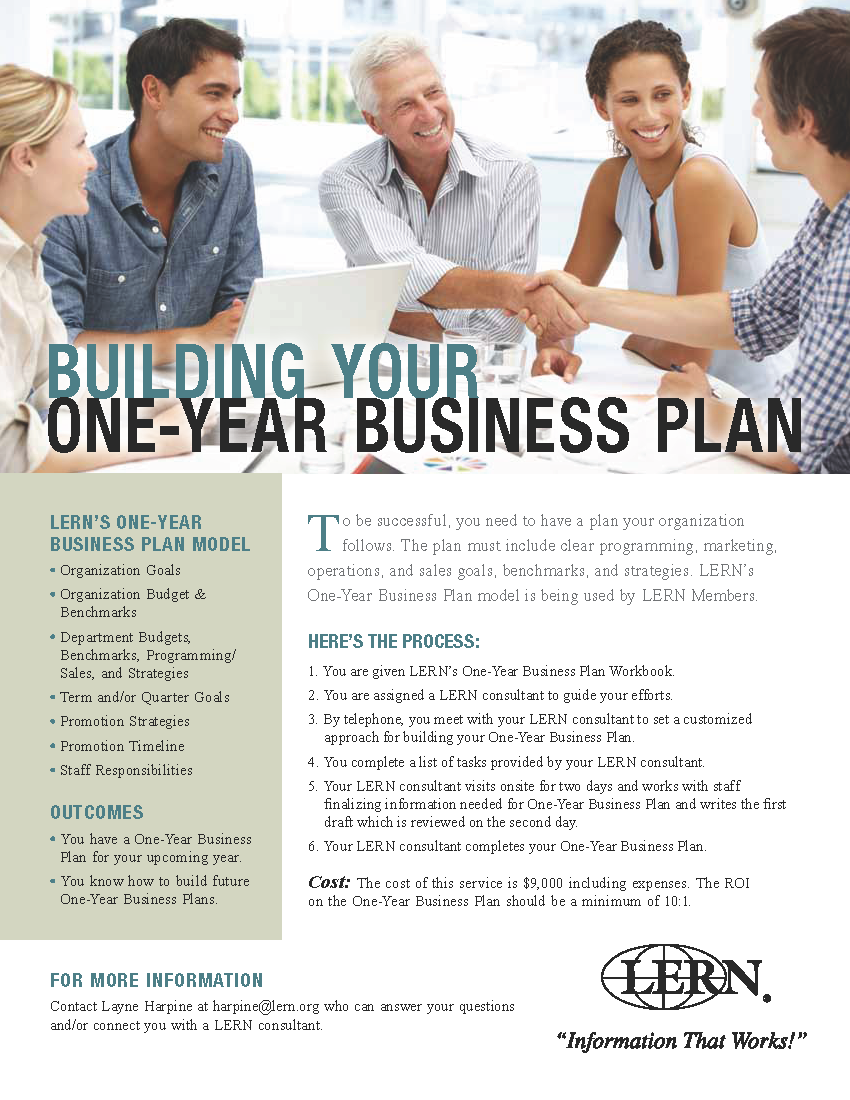 BUILDING YOUR
ONE-YEAR BUSINESS PLAN
LERN'S ONE-YEAR
BUSINESS PLAN MODEL
• Organization Goals
• Organization Budget &
Benchmarks
• Department Budgets,
Benchmarks, Programming/
Sales, and Strategies
• Term and/or Quarter Goals
• Promotion Strategies
• Promotion Timeline
• Staff Responsibilities
OUTCOMES
• You have a One-Year Business
Plan for your upcoming year.
• You know how to build future
One-Year Business Plans.
To be successful, you need to have a plan your organization
follows. The plan must include clear programming, marketing,
operations, and sales goals, benchmarks, and strategies. LERN's
One-Year Business Plan model is being used by LERN Members.
HERE'S THE PROCESS:
1. You are given LERN's One-Year Business Plan Workbook.
2. You are assigned a LERN consultant to guide your efforts.
3. By telephone, you meet with your LERN consultant to set a customized
approach for building your One-Year Business Plan.
4. You complete a list of tasks provided by your LERN consultant.
5. Your LERN consultant visits onsite for two days and works with staff
finalizing information needed for One-Year Business Plan and writes the first
draft which is reviewed on the second day.
6. Your LERN consultant completes your One-Year Business Plan.
Cost: The cost of this service is $9,000 including expenses. The ROI
on the One-Year Business Plan should be a minimum of 10:1.
FOR MORE INFORMATION
Contact Layne Harpine at harpine@lern.org who can answer your questions
and/or connect you with a LERN consultant.
LERN®
"Information That Works!"